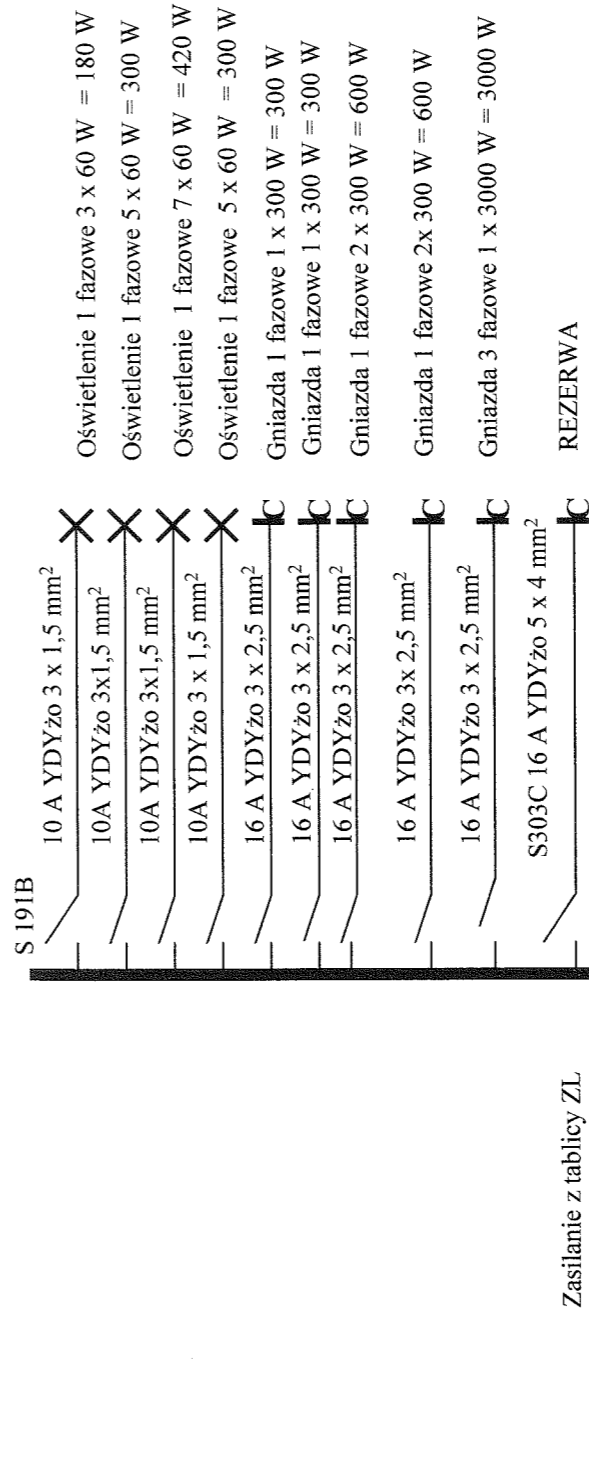 S 191B
10 A YDYżo 3 x 1,5 mm²
Oświetlenie 1 fazowe 3 x 60 W = 180 W
10A YDYżo 3x1,5 mm²
Oświetlenie 1 fazowe 5 x 60 W = 300 W
10A YDYżo 3x1,5 mm²
Oświetlenie 1 fazowe 7 x 60 W = 420 W
10A YDYżo 3 x 1,5 mm²
Oświetlenie 1 fazowe 5 x 60 W = 300 W
16 A YDYżo 3 x 2,5 mm²
Gniazda 1 fazowe 1 x 300 W = 300 W
16 A YDYżo 3 x 2,5 mm²
Gniazda 1 fazowe 1 x 300 W = 300 W
16 A YDYżo 3 x 2,5 mm²
Gniazda 1 fazowe 2 x 300 W = 600 W
16 A YDYżo 3x 2,5 mm²
Gniazda 1 fazowe 2x 300 W = 600 W
16 A YDYżo 3 x 2,5 mm²
Gniazda 3 fazowe 1 x 3000 W = 3000 W
S303C 16 A YDYżo 5 x 4 mm²
REZERWA
Zasilanie z tablicy ZL